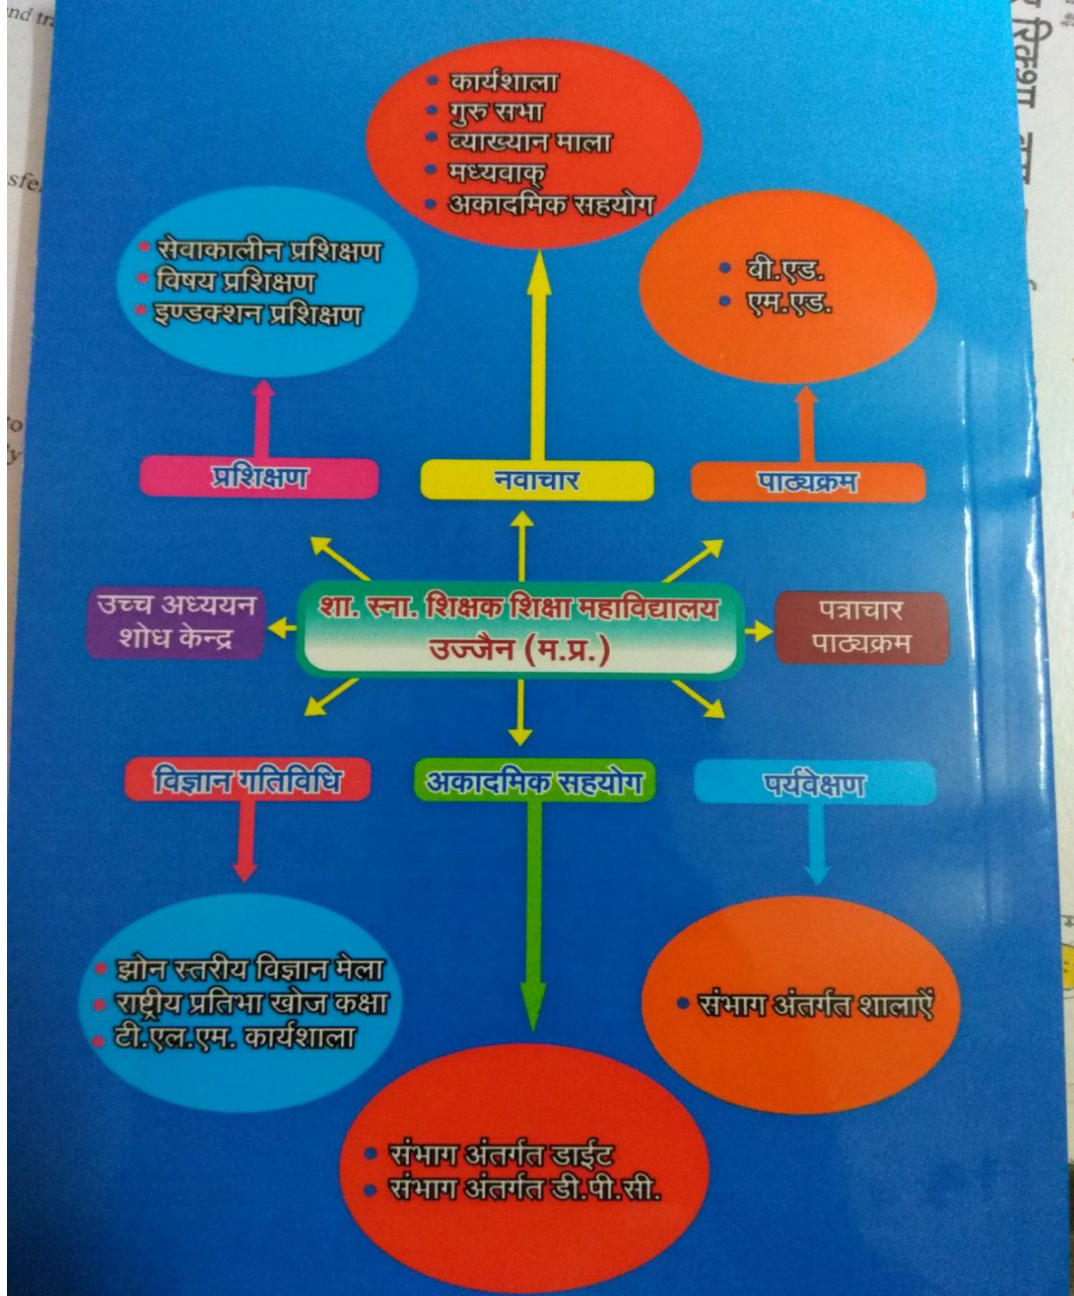 कार्यशाला
गुरु सभा
व्याख्यान माला
मध्यवाक्
अकादमिक सहयोग
सेवाकालीन प्रशिक्षण
विषय प्रशिक्षण
इण्डक्शन प्रशिक्षण
बी.एड.
एम.एड.
प्रशिक्षण
नवाचार
पाठ्यक्रम
उच्च अध्ययन
शोध केन्द्र
शा. स्ना. शिक्षक शिक्षा महाविद्यालय
उज्जैन (म.प्र.)
पत्राचार
पाठ्यक्रम
विज्ञान गतिविधि
अकादमिक सहयोग
पर्यवेक्षण
झोन स्तरीय विज्ञान मेला
राष्ट्रीय प्रतिभा खोज कक्षा
टी.एल.एम. कार्यशाला
संभाग अंतर्गत शालाऐं
संभाग अंतर्गत डाईट
संभाग अंतर्गत डी.पी.सी.